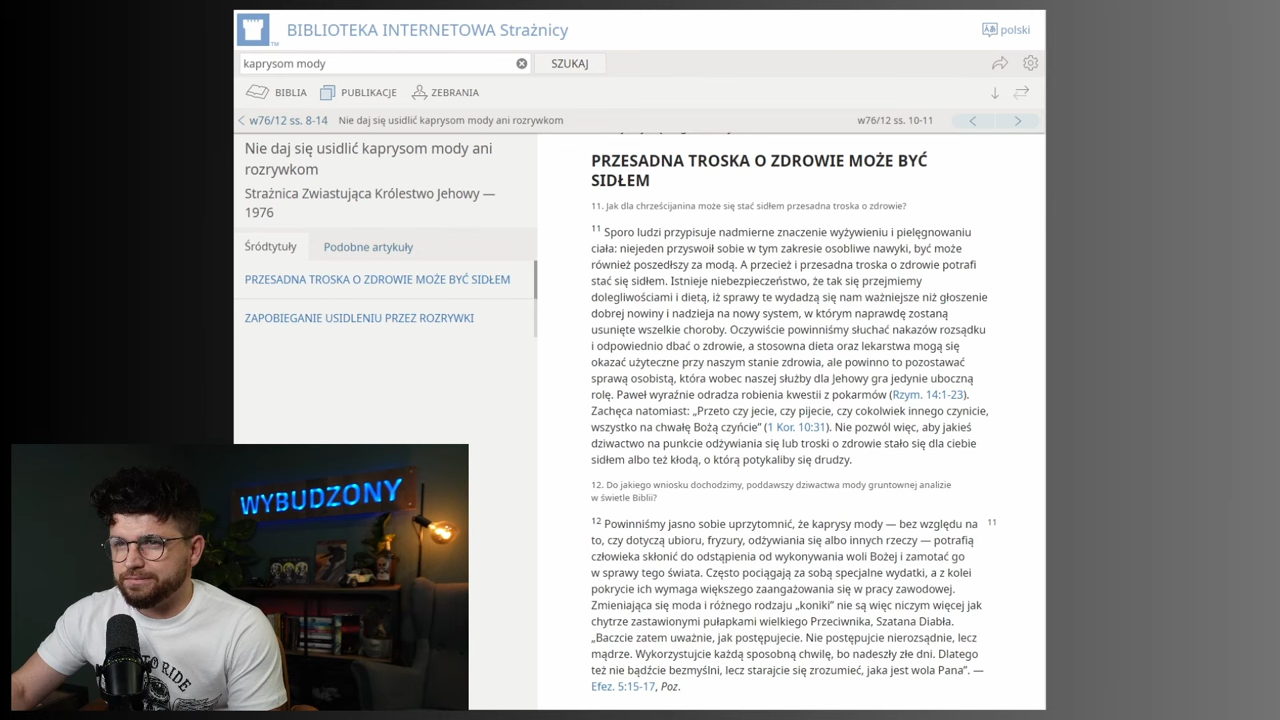 BIBLIOTEKA INTERNETOWA Strażnicy
TM
polski
kaprysom mody
SZUKAJ
BIBLIA
PUBLIKACJE
ZEBRANIA
w76/12 ss. 8-14
Nie daj się usidlić kaprysom mody ani rozrywkom
w76/12 ss. 10-11
Nie daj się usidlić kaprysom mody ani
rozrywkom
Strażnica Zwiastująca Królestwo Jehowy —
1976
Śródtytuły
Podobne artykuły
PRZESADNA TROSKA O ZDROWIE MOŻE BYĆ SIDŁEM
ZAPOBIEGANIE USIDLENIU PRZEZ ROZRYWKI
PRZESADNA TROSKA O ZDROWIE MOŻE BYĆ
SIDŁEM
11. Jak dla chrześcijanina może się stać sidłem przesadna troska o zdrowie?
11 Sporo ludzi przypisuje nadmierne znaczenie wyżywieniu i pielęgnowaniu
ciała: niejeden przyswoił sobie w tym zakresie osobliwe nawyki, być może
również poszedłszy za modą. A przecież i przesadna troska o zdrowie potrafi
stać się sidłem. Istnieje niebezpieczeństwo, że tak się przejmiemy
dolegliwościami i dietą, iż sprawy te wydadzą się nam ważniejsze niż głoszenie
dobrej nowiny i nadzieja na nowy system, w którym naprawdę zostaną
usunięte wszelkie choroby. Oczywiście powinniśmy słuchać nakazów rozsądku
i odpowiednio dbać o zdrowie, a stosowna dieta oraz lekarstwa mogą się
okazać użyteczne przy naszym stanie zdrowia, ale powinno to pozostawać
sprawą osobistą, która wobec naszej służby dla Jehowy gra jedynie uboczną
rolę. Paweł wyraźnie odradza robienia kwestii z pokarmów (Rzym. 14:1-23).
Zachęca natomiast: „Przeto czy jecie, czy pijecie, czy cokolwiek innego czynicie,
wszystko na chwałę Bożą czyńcie” (1 Kor. 10:31). Nie pozwól więc, aby jakieś
dziwactwo na punkcie odżywiania się lub troski o zdrowie stało się dla ciebie
sidłem albo też kłodą, o którą potykaliby się drudzy.
12. Do jakiego wniosku dochodzimy, poddawszy dziwactwa mody gruntownej analizie
w świetle Biblii?
12 Powinniśmy jasno sobie uprzytomnić, że kaprysy mody — bez względu na 11
to, czy dotyczą ubioru, fryzury, odżywiania się albo innych rzeczy — potrafią
człowieka skłonić do odstąpienia od wykonywania woli Bożej i zamotać go
w sprawy tego świata. Często pociągają za sobą specjalne wydatki, a z kolei
pokrycie ich wymaga większego zaangażowania się w pracy zawodowej.
Zmieniająca się moda i różnego rodzaju „koniki” nie są więc niczym więcej jak
chytrze zastawionymi pułapkami wielkiego Przeciwnika, Szatana Diabła.
„Baczcie zatem uważnie, jak postępujecie. Nie postępujcie nierozsądnie, lecz
mądrze. Wykorzystujcie każdą sposobną chwilę, bo nadeszły złe dni. Dlatego
też nie bądźcie bezmyślni, lecz starajcie się zrozumieć, jaka jest wola Pana”. —
Efez. 5:15-17, Poz.
WYBUDZONY